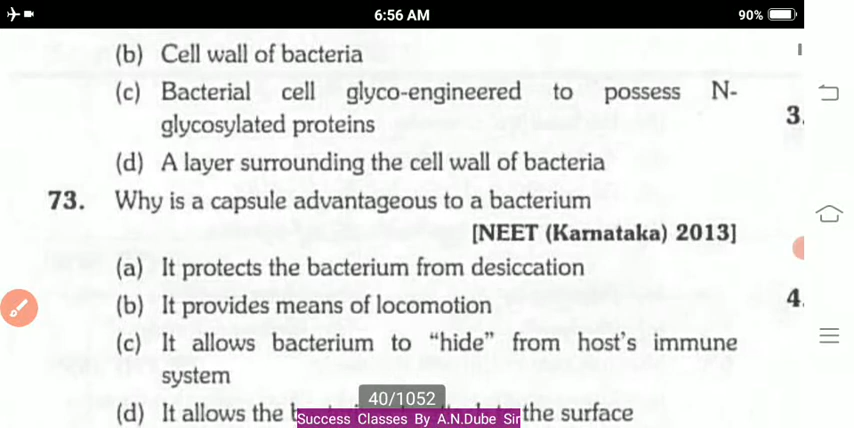 6:56 AM
90%
(b) Cell wall of bacteria
(c) Bacterial cell glyco-engineered to possess N-
glycosylated proteins
3.
(d) A layer surrounding the cell wall of bacteria
73. Why is a capsule advantageous to a bacterium
[NEET (Karnataka) 2013]
(a) It protects the bacterium from desiccation
(b) It provides means of locomotion
4.
(c) It allows bacterium to “hide” from host's immune
system
40/1052
(d) It allows the the surface
Success Classes By A.N.Dube Sir